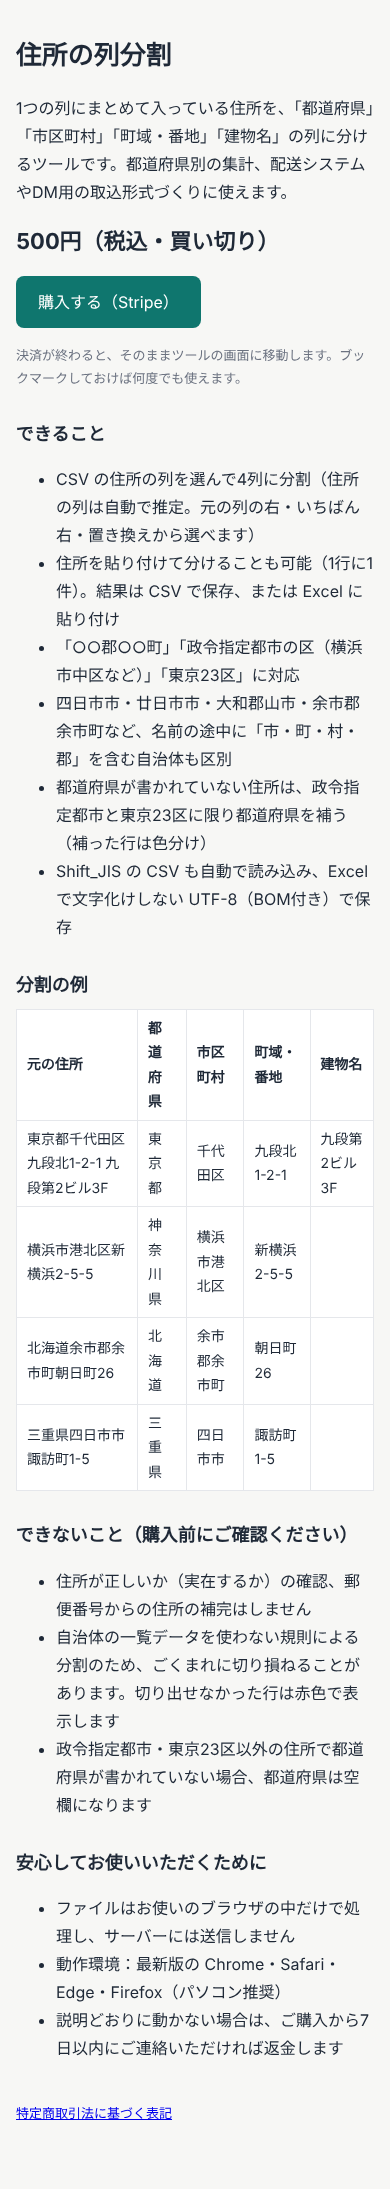 住所の列分割
1つの列にまとめて入っている住所を、「都道府県」
「市区町村」「町域・番地」「建物名」の列に分け
るツールです。都道府県別の集計、配送システム
やDM用の取込形式づくりに使えます。
500円（税込・買い切り）
購入する（Stripe）
決済が終わると、そのままツールの画面に移動します。ブッ
クマークしておけば何度でも使えます。
できること
• CSV の住所の列を選んで4列に分割（住所
の列は自動で推定。元の列の右・いちばん
右・置き換えから選べます）
• 住所を貼り付けて分けることも可能（1行に1
件）。結果は CSV で保存、または Excel に
貼り付け
• 「○○郡○○町」「政令指定都市の区（横浜
市中区など）」「東京23区」に対応
• 四日市市・廿日市市・大和郡山市・余市郡
余市町など、名前の途中に「市・町・村・
郡」を含む自治体も区別
• 都道府県が書かれていない住所は、政令指
定都市と東京23区に限り都道府県を補う
（補った行は色分け）
• Shift_JIS の CSV も自動で読み込み、Excel
で文字化けしない UTF-8（BOM付き）で保
存
分割の例
元の住所
都
道
府
県
市区
町村
町域・
番地
建物名
東京都千代田区
九段北1-2-1 九
段第2ビル3F
東
京
都
千代
田区
九段北
1-2-1
九段第
2ビル
3F
横浜市港北区新
横浜2-5-5
神
奈
川
県
横浜
市港
北区
新横浜
2-5-5
北海道余市郡余
市町朝日町26
北
海
道
余市
郡余
市町
朝日町
26
三重県四日市市
諏訪町1-5
三
重
県
四日
市市
諏訪町
1-5
できないこと（購入前にご確認ください）
• 住所が正しいか（実在するか）の確認、郵
便番号からの住所の補完はしません
• 自治体の一覧データを使わない規則による
分割のため、ごくまれに切り損ねることが
あります。切り出せなかった行は赤色で表
示します
• 政令指定都市・東京23区以外の住所で都道
府県が書かれていない場合、都道府県は空
欄になります
安心してお使いいただくために
• ファイルはお使いのブラウザの中だけで処
理し、サーバーには送信しません
• 動作環境：最新版の Chrome・Safari・
Edge・Firefox（パソコン推奨）
• 説明どおりに動かない場合は、ご購入から7
日以内にご連絡いただければ返金します
特定商取引法に基づく表記